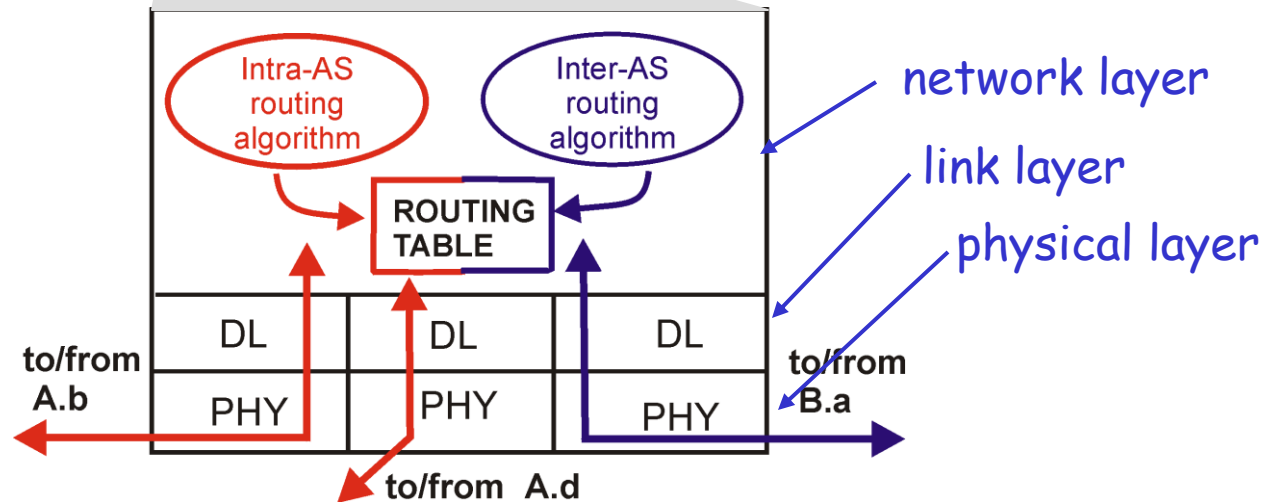 Intra-AS
routing
algorithm
Inter-AS
routing
algorithm
network layer
link layer
physical layer
ROUTING
TABLE
DL
DL
DL
to/from
A.b
to/from
B.a
PHY
PHY
PHY
to/from A.d